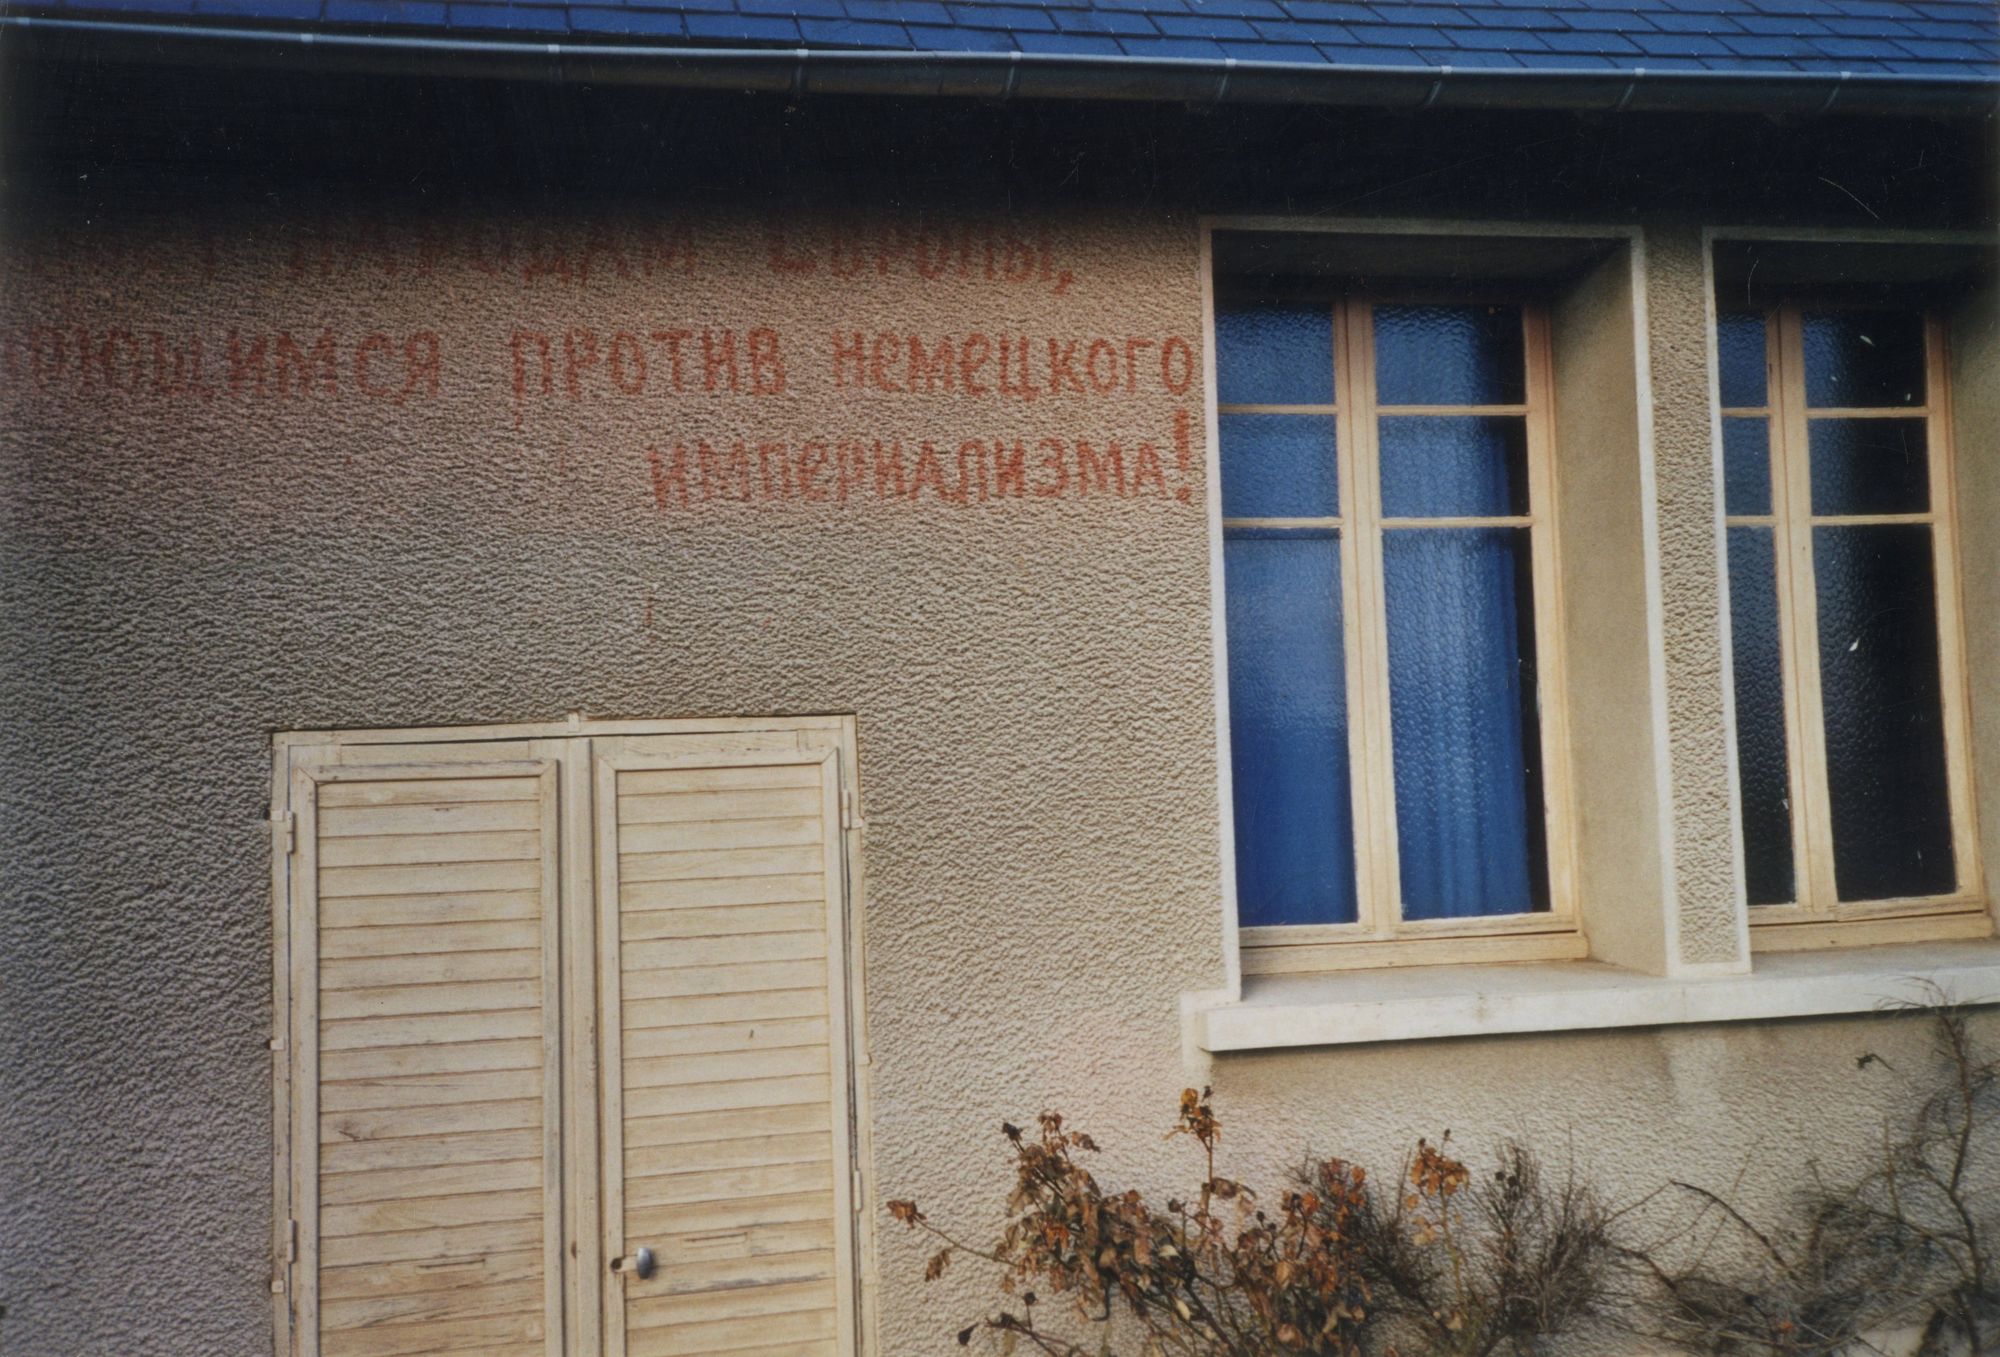 народам Европы,
против немецкого
империализма!